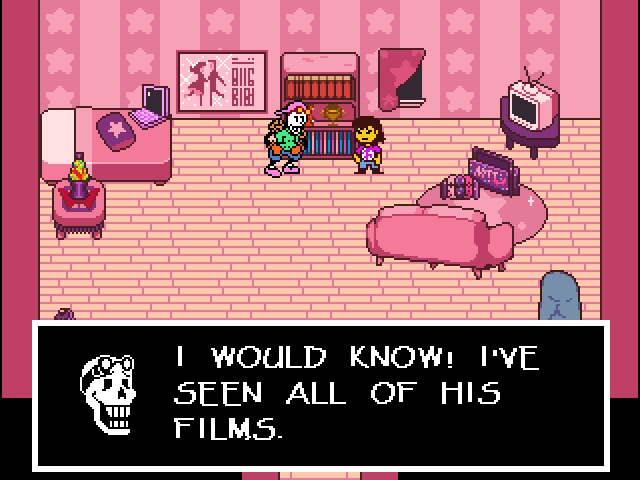 I WOULD KNOW! I'VE
SEEN ALL OF HIS
FILMS.